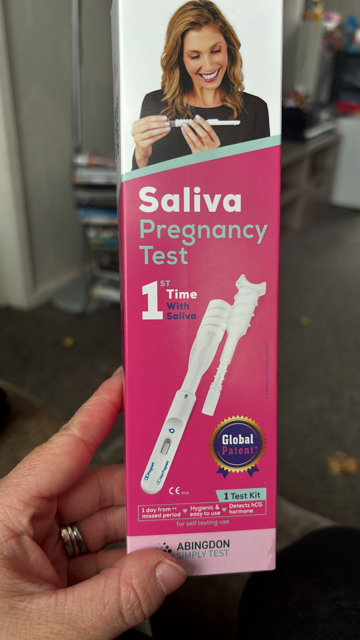 Saliva
Pregnancy
Test
1ST Time
With
Saliva
Global
Patent*
CE
1 Test Kit
1 day from**
missed period
Hygienic &
easy to use
Detects hCG
hormone
for self testing use
ABINGDON
SIMPLY TEST